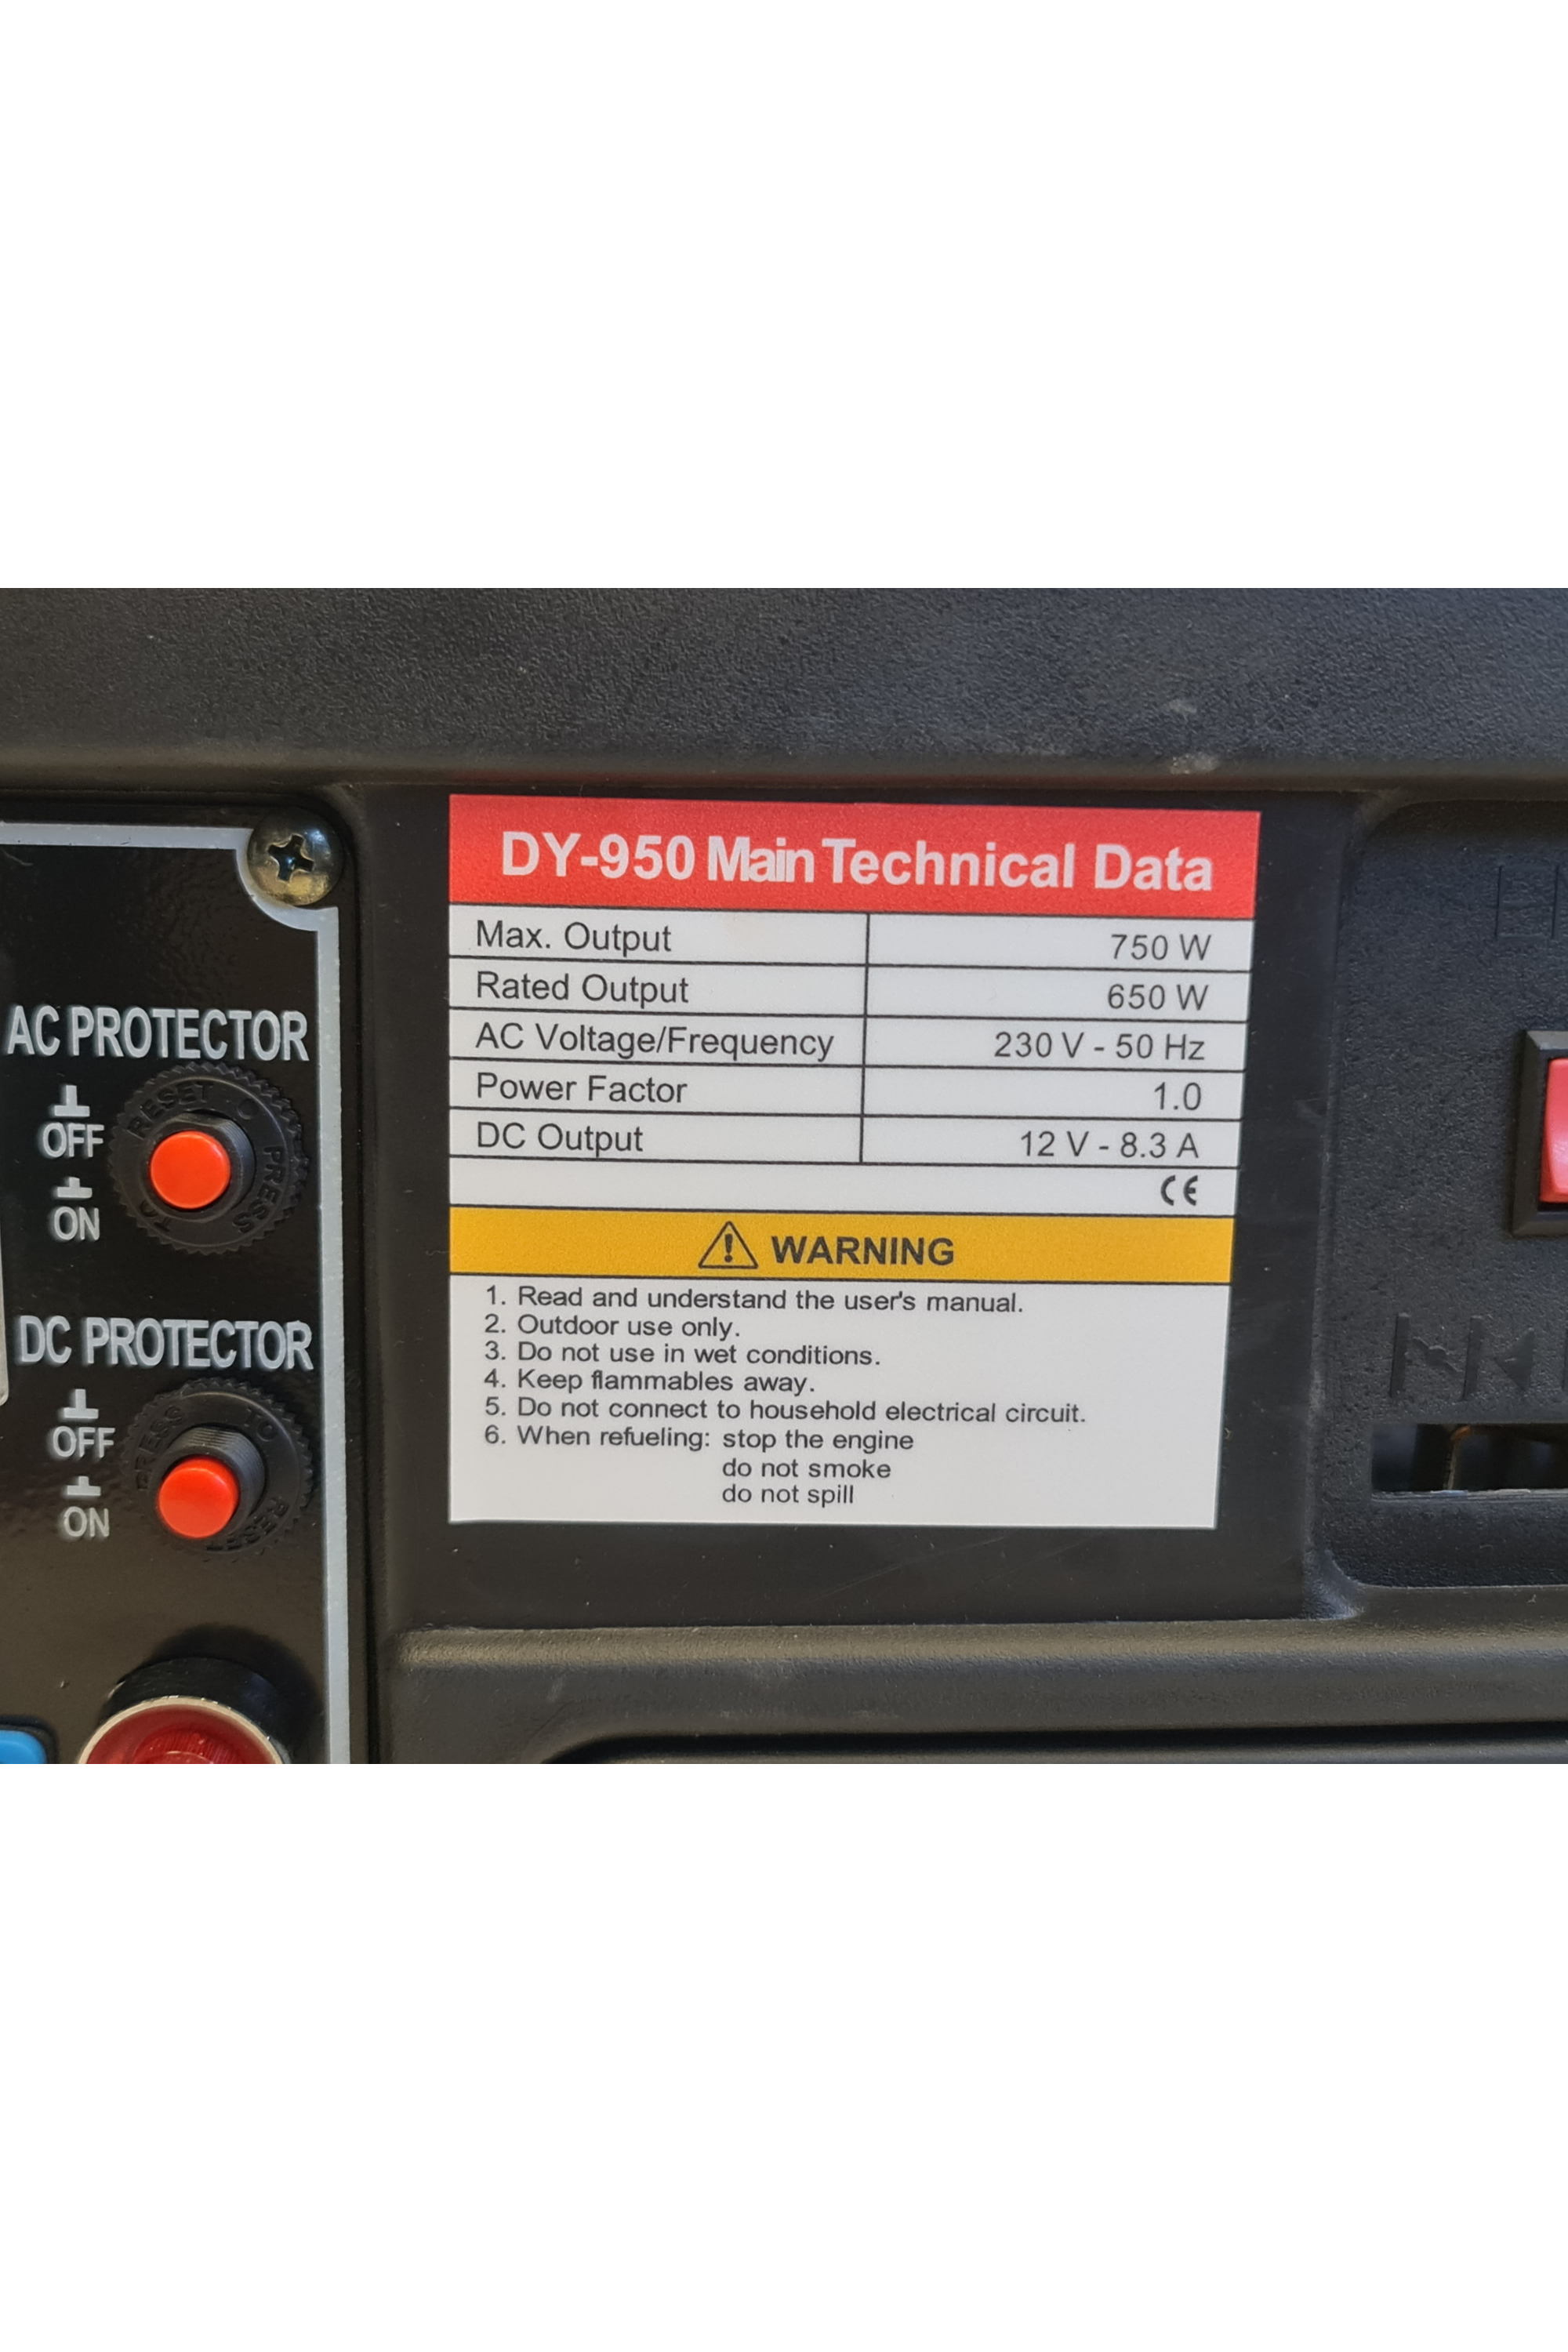 DY-950 Main Technical Data
Max. Output 750 W
Rated Output 650 W
AC Voltage/Frequency 230 V - 50 Hz
Power Factor 1.0
DC Output 12 V - 8.3 A
CE
WARNING
1. Read and understand the user's manual.
2. Outdoor use only.
3. Do not use in wet conditions.
4. Keep flammables away.
5. Do not connect to household electrical circuit.
6. When refueling: stop the engine
do not smoke
do not spill
AC PROTECTOR
OFF
ON
PRESS TO RESET
DC PROTECTOR
OFF
ON
PRESS TO RESET